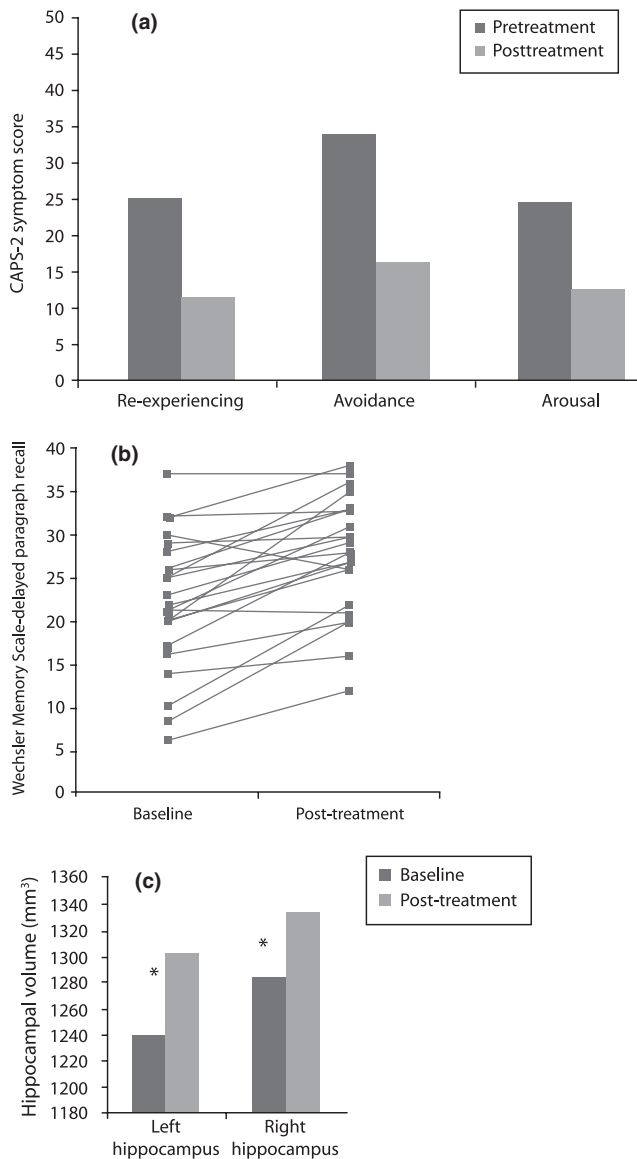 (a)
Pretreatment
Posttreatment
CAPS-2 symptom score
50
45
40
35
30
25
20
15
10
5
0
Re-experiencing Avoidance Arousal
(b)
Wechsler Memory Scale-delayed paragraph recall
40
35
30
25
20
15
10
5
0
Baseline Post-treatment
(c)
Baseline
Post-treatment
Hippocampal volume (mm³)
1360
1340
1320
1300
1280
1260
1240
1220
1200
1180
* *
Left Right
hippocampus hippocampus